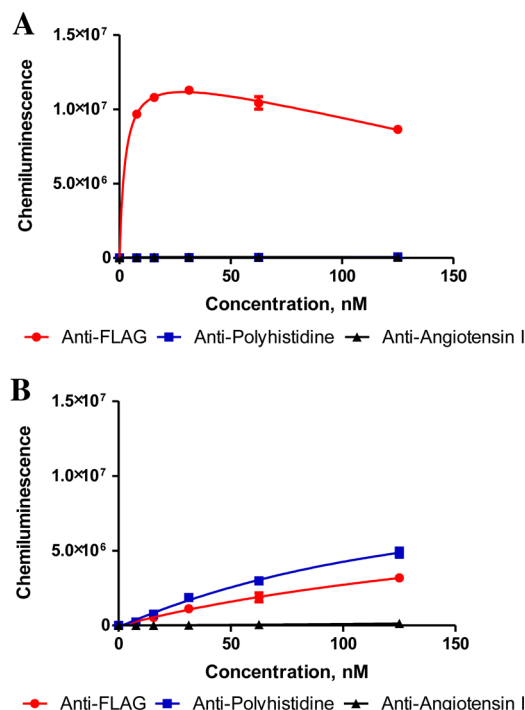 A
1.5×10⁷
1.0×10⁷
5.0×10⁶
0
Chemiluminescence
0 50 100 150
Concentration, nM
Anti-FLAG Anti-Polyhistidine Anti-Angiotensin I
B
1.5×10⁷
1.0×10⁷
5.0×10⁶
0
Chemiluminescence
0 50 100 150
Concentration, nM
Anti-FLAG Anti-Polyhistidine Anti-Angiotensin I